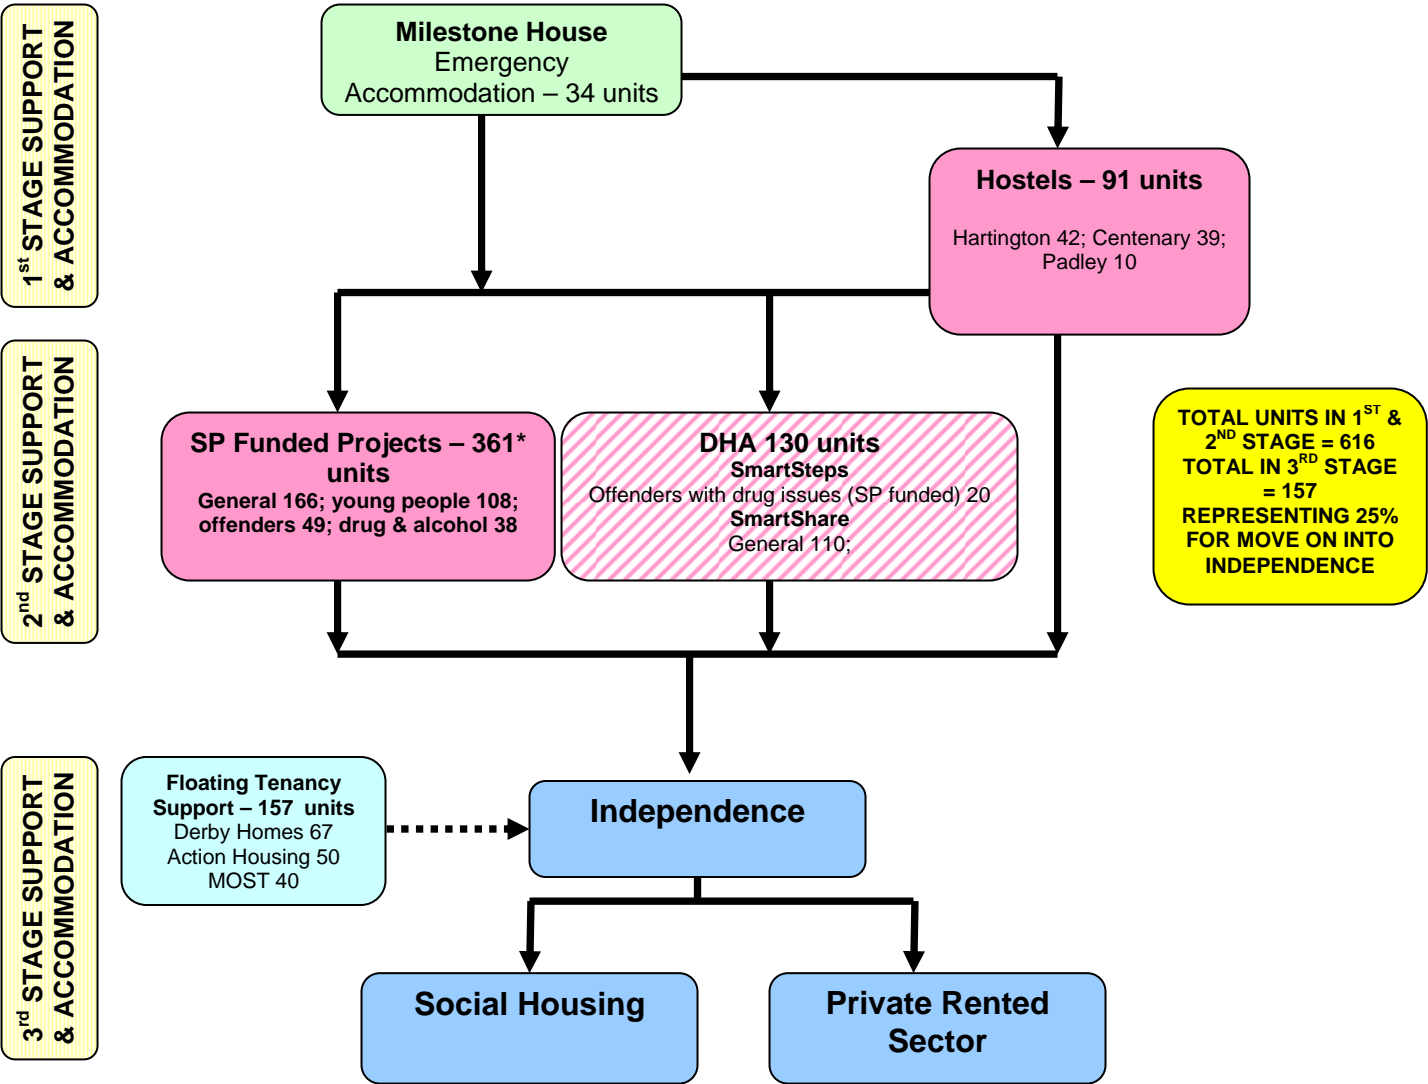 1st STAGE SUPPORT
& ACCOMMODATION
Milestone House
Emergency
Accommodation – 34 units
Hostels – 91 units
Hartington 42; Centenary 39;
Padley 10
2nd STAGE SUPPORT
& ACCOMMODATION
SP Funded Projects – 361*
units
General 166; young people 108;
offenders 49; drug & alcohol 38
DHA 130 units
SmartSteps
Offenders with drug issues (SP funded) 20
SmartShare
General 110;
TOTAL UNITS IN 1ST &
2ND STAGE = 616
TOTAL IN 3RD STAGE
= 157
REPRESENTING 25%
FOR MOVE ON INTO
INDEPENDENCE
3rd STAGE SUPPORT
& ACCOMMODATION
Floating Tenancy
Support – 157 units
Derby Homes 67
Action Housing 50
MOST 40
Independence
Social Housing
Private Rented
Sector